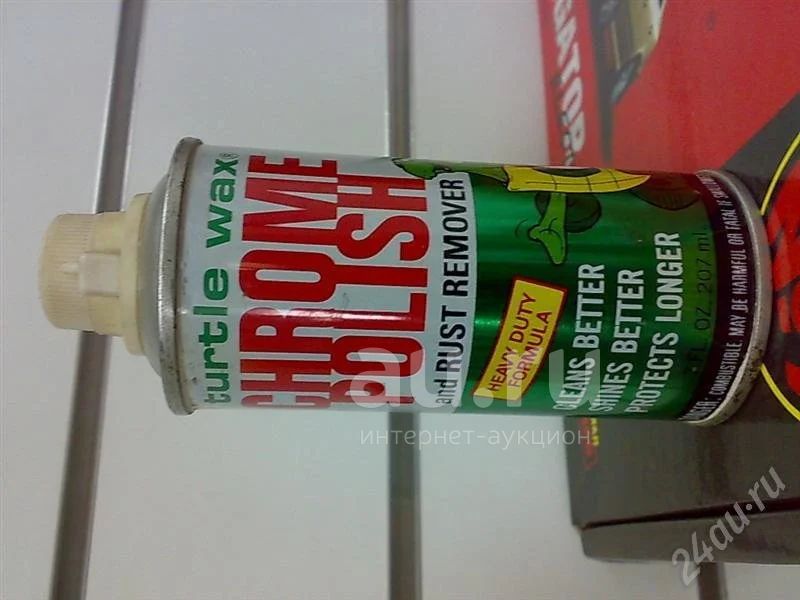 turtle wax®
CHROME
POLISH
and RUST REMOVER
HEAVY DUTY
FORMULA
CLEANS BETTER
SHINES BETTER
PROTECTS LONGER
FL. OZ. 207 ml.
COMBUSTIBLE. MAY BE HARMFUL OR FATAL IF
GATOR
au.ru
интернет-аукцион
24au.ru